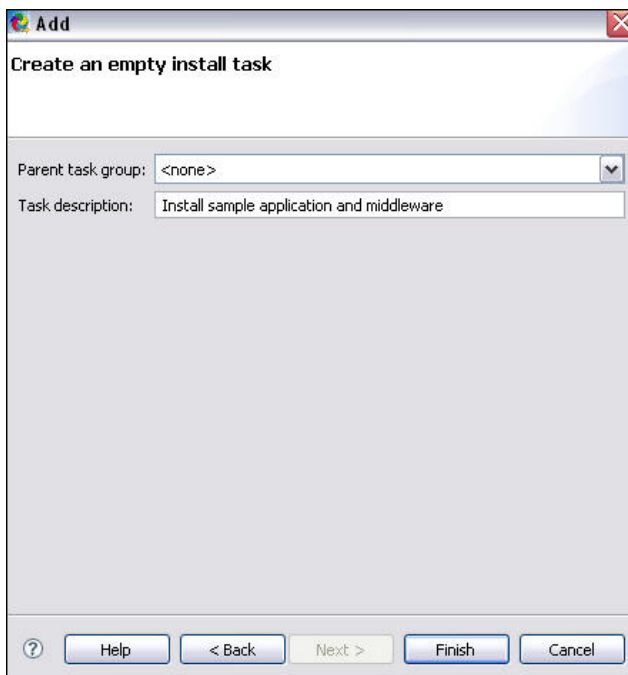 Add
Create an empty install task
Parent task group: <none>
Task description: Install sample application and middleware
? Help < Back Next > Finish Cancel